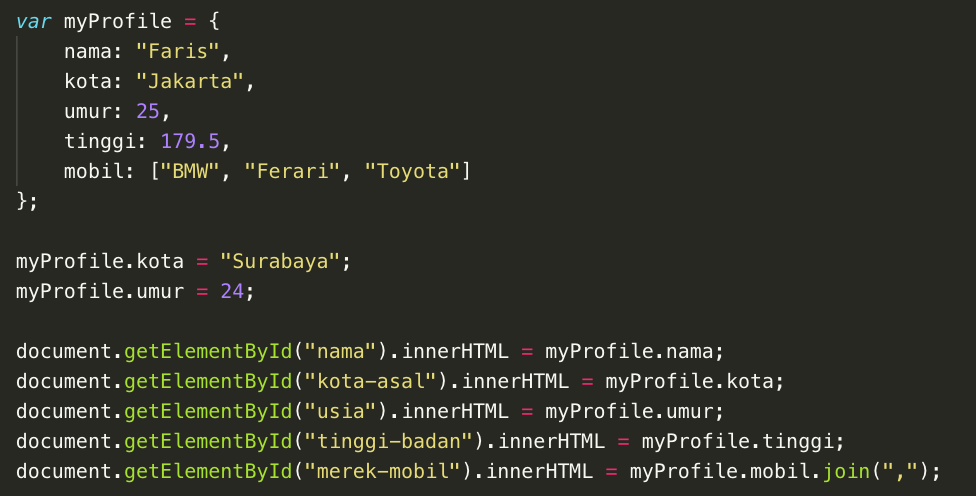 var myProfile = {
    nama: "Faris",
    kota: "Jakarta",
    umur: 25,
    tinggi: 179.5,
    mobil: ["BMW", "Ferari", "Toyota"]
};

myProfile.kota = "Surabaya";
myProfile.umur = 24;

document.getElementById("nama").innerHTML = myProfile.nama;
document.getElementById("kota-asal").innerHTML = myProfile.kota;
document.getElementById("usia").innerHTML = myProfile.umur;
document.getElementById("tinggi-badan").innerHTML = myProfile.tinggi;
document.getElementById("merek-mobil").innerHTML = myProfile.mobil.join(",");